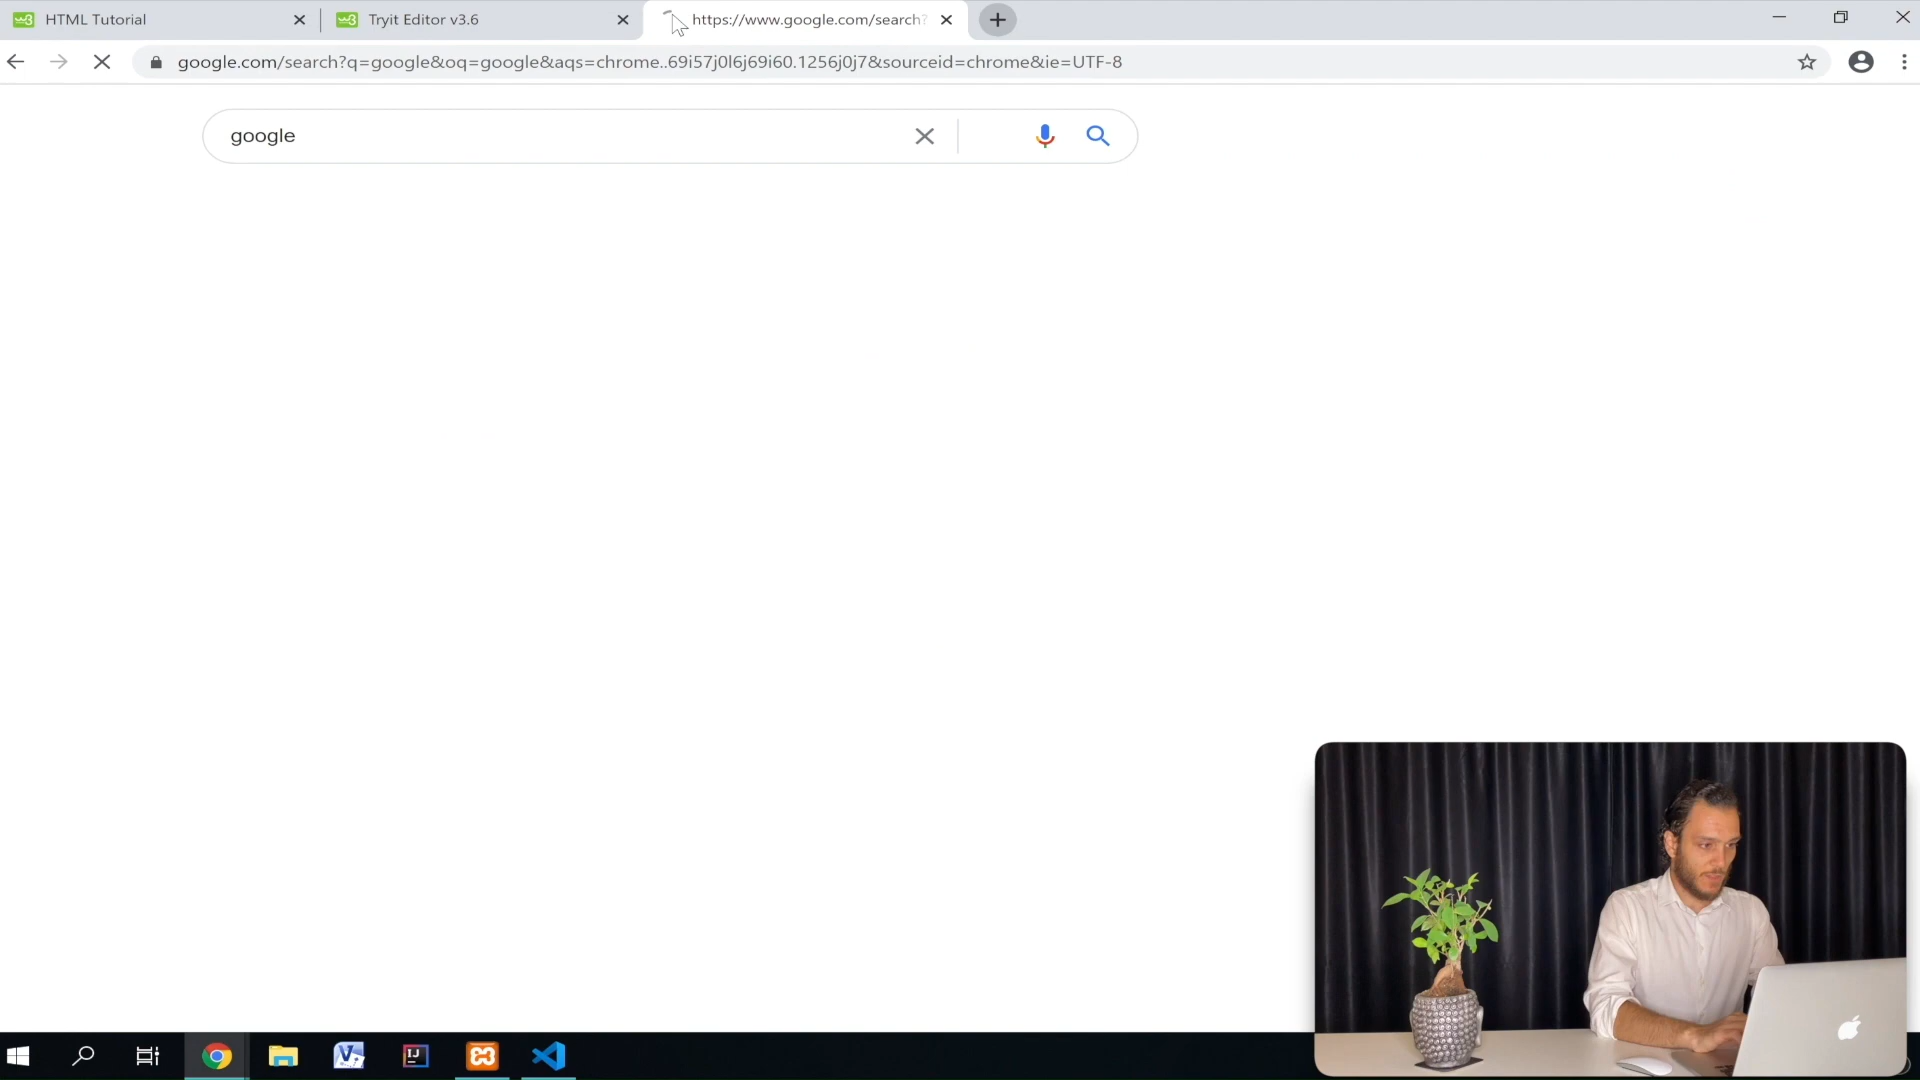 HTML Tutorial
Tryit Editor v3.6
https://www.google.com/search?
google.com/search?q=google&oq=google&aqs=chrome..69i57j0l6j69i60.1256j0j7&sourceid=chrome&ie=UTF-8
google